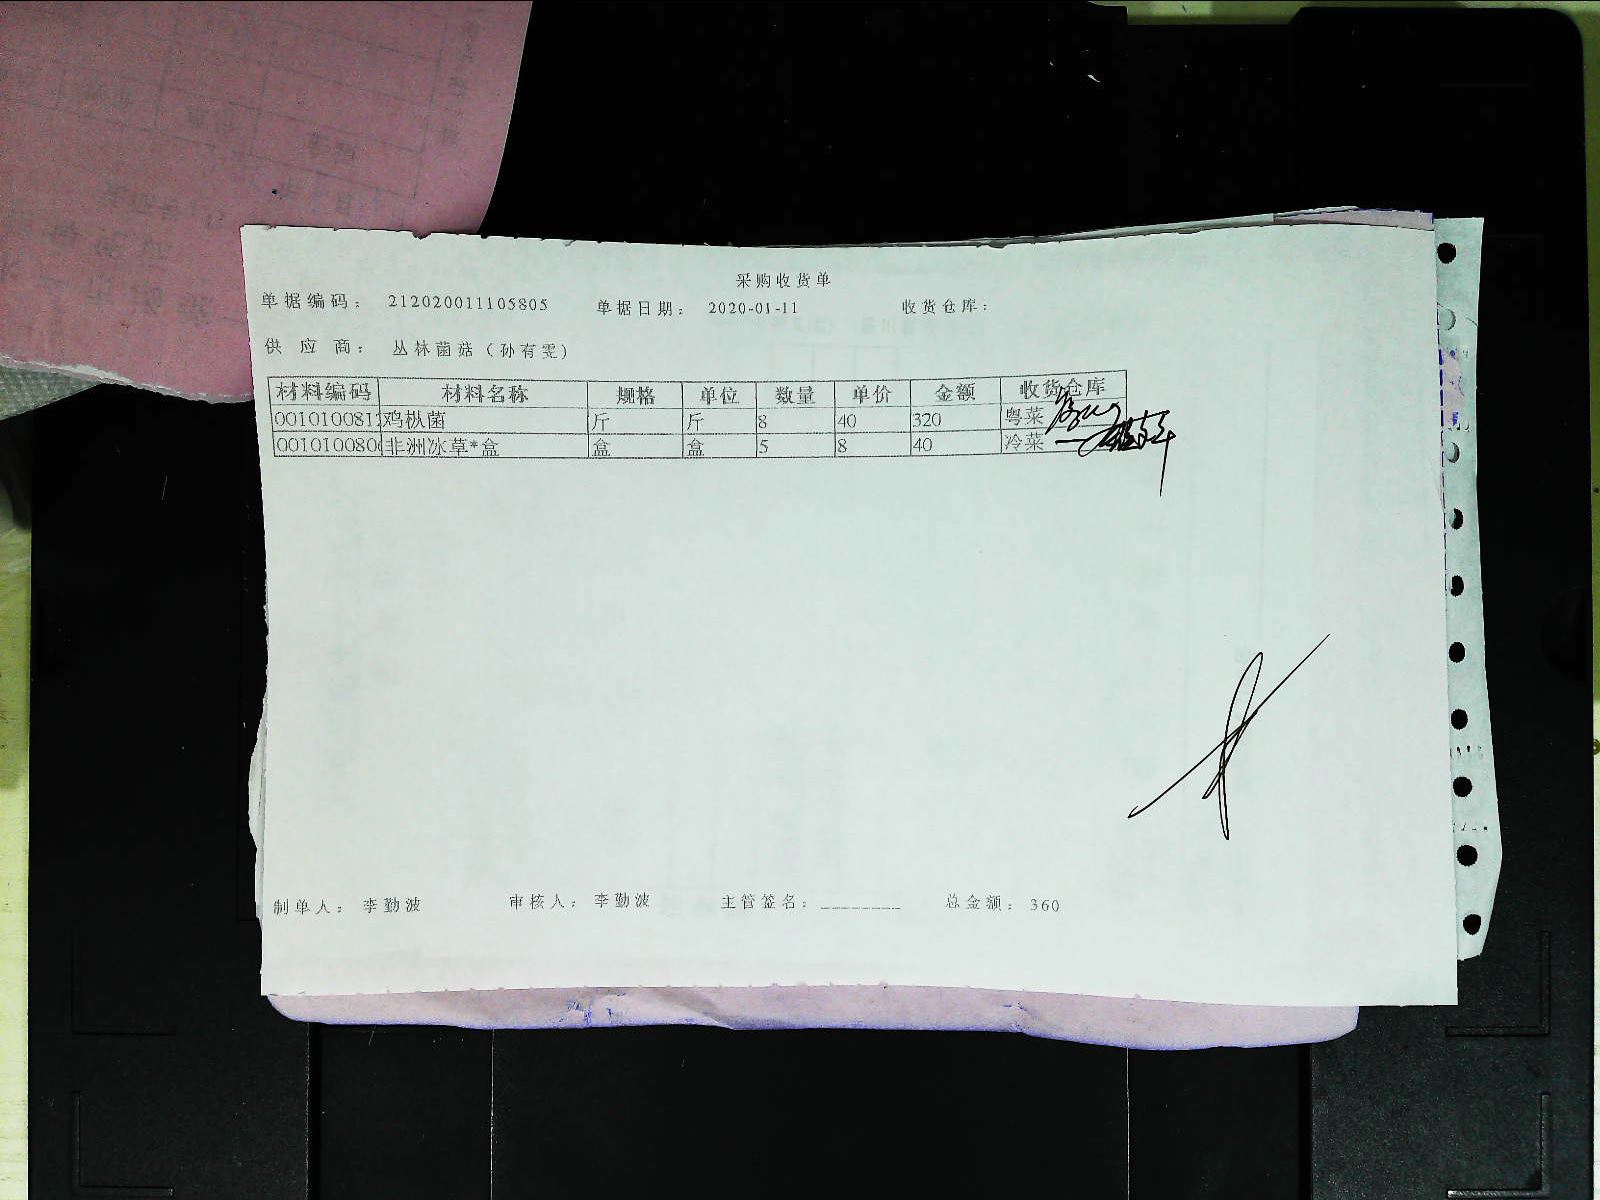 采购收货单
单据编码： 212020011105805 单据日期： 2020-01-11 收货仓库：
供应商： 丛林菌菇（孙有雯）
材料编码 材料名称 规格 单位 数量 单价 金额 收货仓库
001010081 鸡枞菌 斤 斤 8 40 320 粤菜
001010080 非洲冰草*盒 盒 盒 5 8 40 冷菜
制单人： 李勤波 审核人： 李勤波 主管签名：________ 总金额： 360